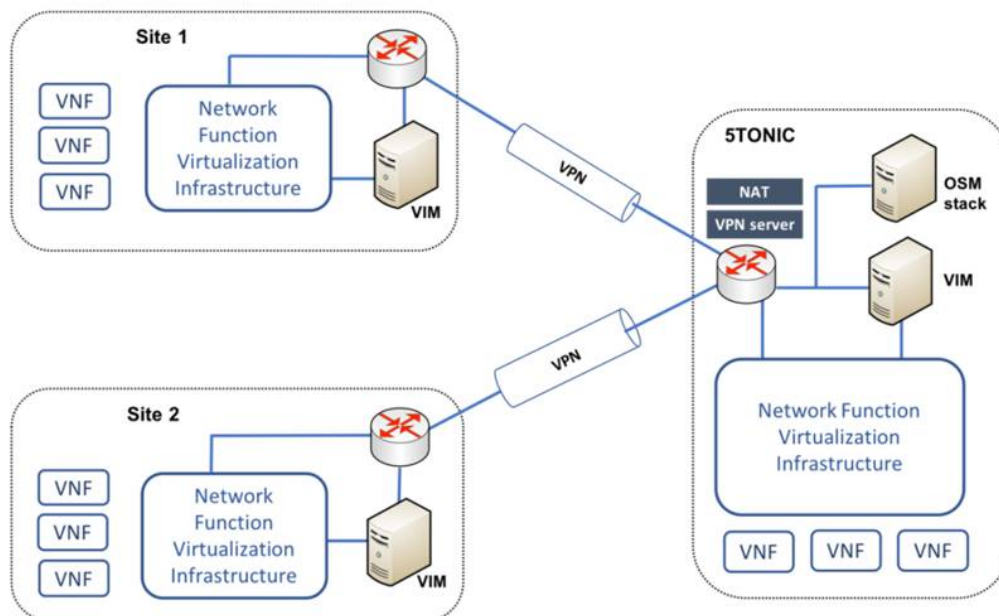 Site 1
VNF
VNF
VNF
Network
Function
Virtualization
Infrastructure
VIM
VPN
5TONIC
NAT
VPN server
OSM
stack
VIM
Network Function
Virtualization
Infrastructure
VNF
VNF
VNF
VPN
Site 2
VNF
VNF
VNF
Network
Function
Virtualization
Infrastructure
VIM